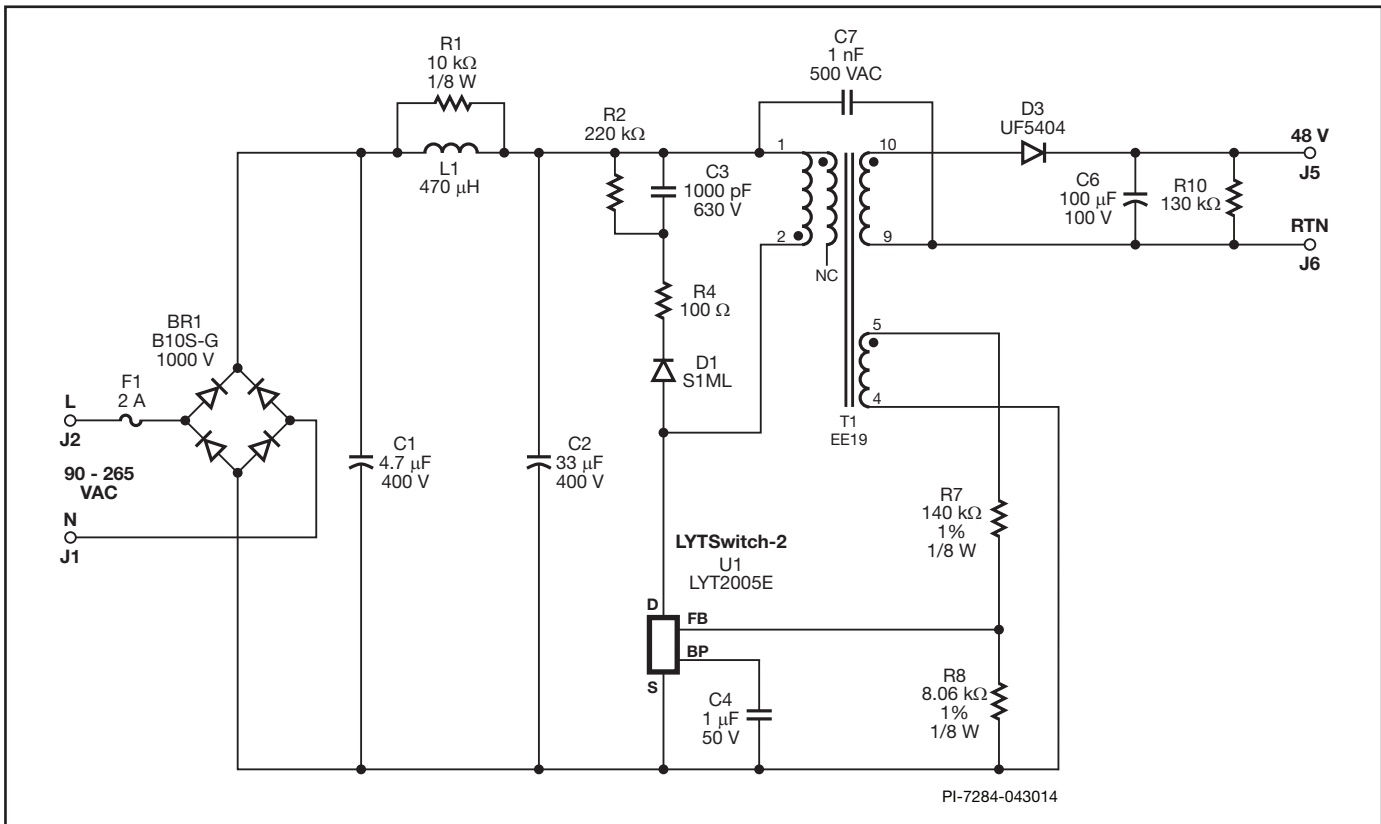 R1
10 kΩ
1/8 W
L1
470 µH
R2
220 kΩ
C3
1000 pF
630 V
C7
1 nF
500 VAC
1
2
NC
10
9
D3
UF5404
48 V
J5
C6
100 µF
100 V
R10
130 kΩ
RTN
J6
R4
100 Ω
D1
S1ML
5
4
T1
EE19
BR1
B10S-G
1000 V
F1
2 A
L
J2
90 - 265
VAC
N
J1
C1
4.7 µF
400 V
C2
33 µF
400 V
LYTSwitch-2
U1
LYT2005E
D
FB
BP
S
C4
1 µF
50 V
R7
140 kΩ
1%
1/8 W
R8
8.06 kΩ
1%
1/8 W
PI-7284-043014